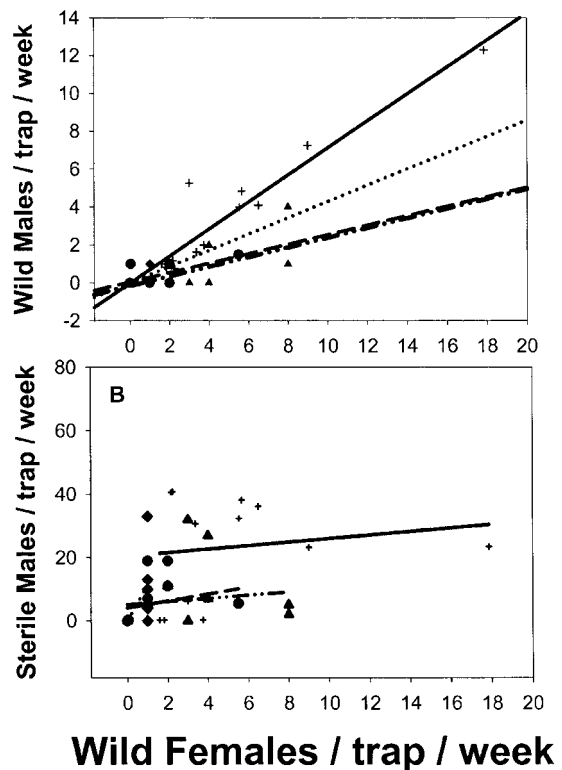 14
12
10
8
6
4
2
0
-2
Wild Males / trap / week
0 2 4 6 8 10 12 14 16 18 20
B
80
60
40
20
0
Sterile Males / trap / week
0 2 4 6 8 10 12 14 16 18 20
Wild Females / trap / week